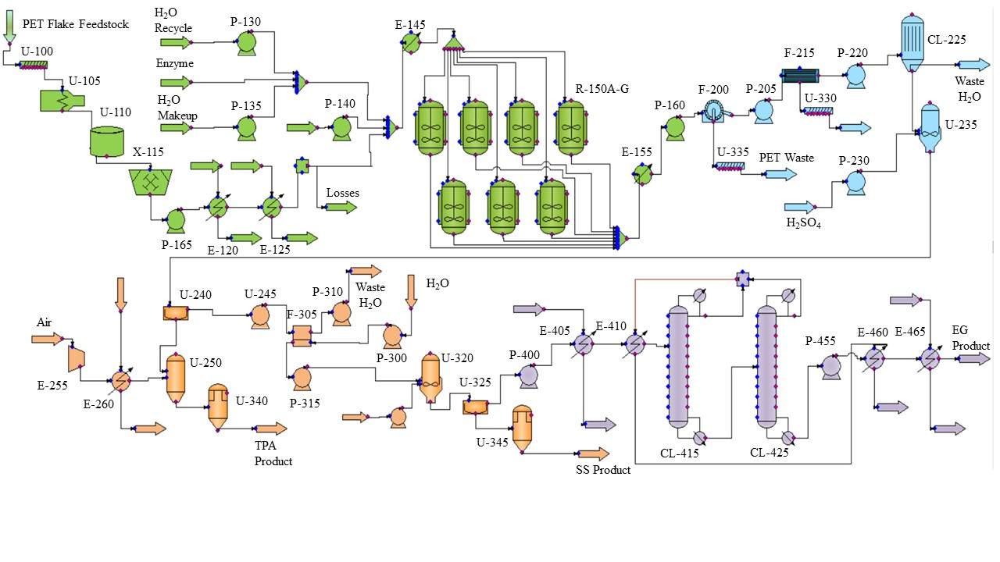 PET Flake Feedstock
U-100
U-105
U-110
X-115
P-165
E-120
E-125
H₂O
Recycle
P-130
Enzyme
H₂O
Makeup
P-135
P-140
Losses
E-145
R-150A-G
E-155
P-160
F-200
P-205
F-215
P-220
CL-225
Waste
H₂O
U-330
U-335
PET Waste
U-235
P-230
H₂SO₄
Air
E-255
E-260
U-240
U-250
U-245
U-340
TPA
Product
F-305
P-310
Waste
H₂O
H₂O
P-300
P-315
U-320
U-325
U-345
SS Product
P-400
E-405
E-410
CL-415
CL-425
P-455
E-460
E-465
EG
Product